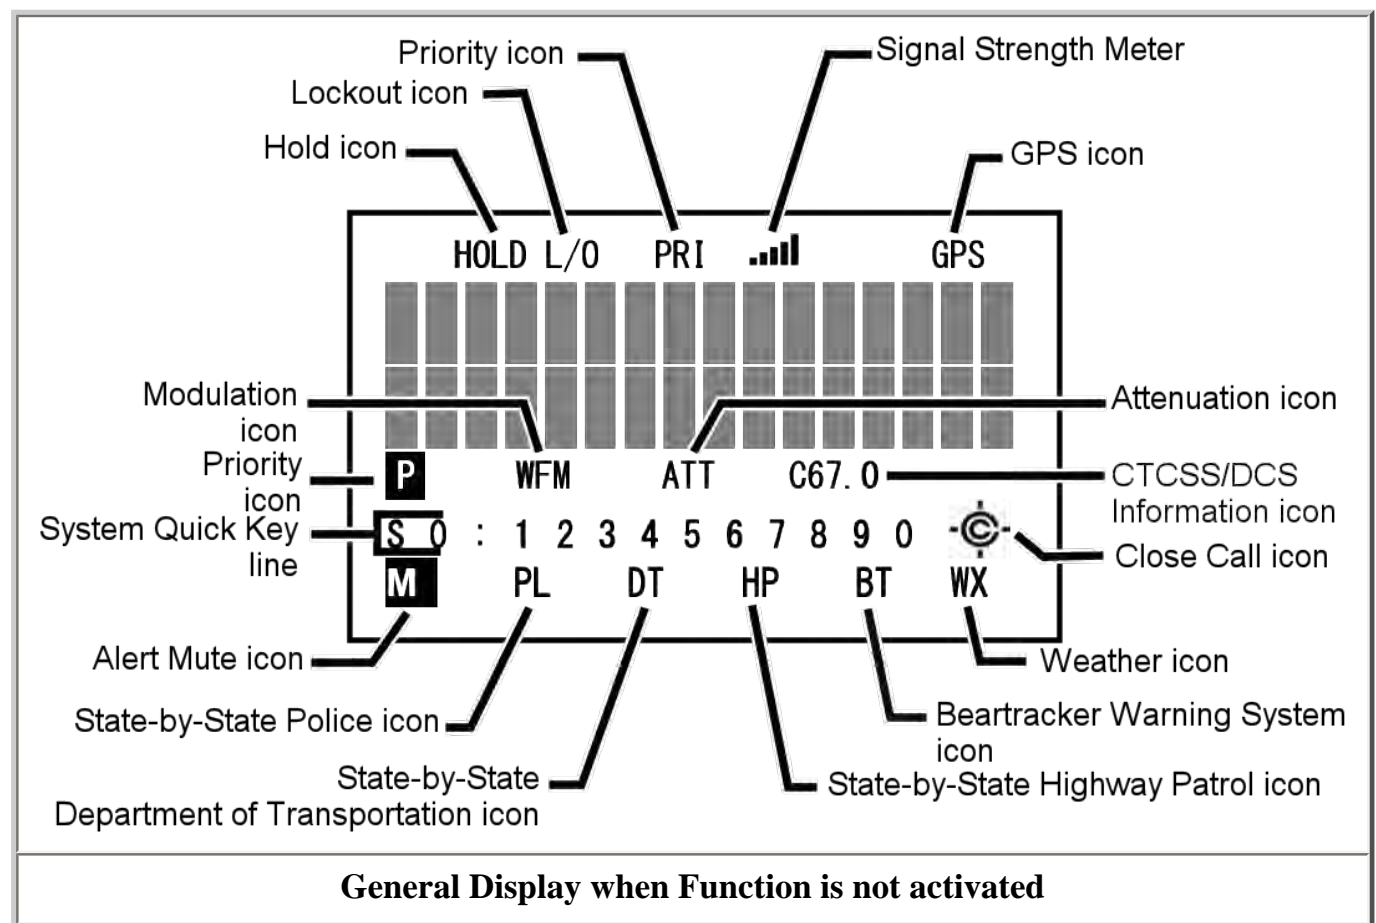 Priority icon
Signal Strength Meter
Lockout icon
Hold icon
GPS icon
HOLD L/O PRI GPS
Modulation
icon
Attenuation icon
Priority
icon
P WFM ATT C67.0
CTCSS/DCS
Information icon
System Quick Key
line
S 0 : 1 2 3 4 5 6 7 8 9 0 C
Close Call icon
M PL DT HP BT WX
Alert Mute icon
Weather icon
State-by-State Police icon
Beartracker Warning System
icon
State-by-State
Department of Transportation icon
State-by-State Highway Patrol icon
General Display when Function is not activated